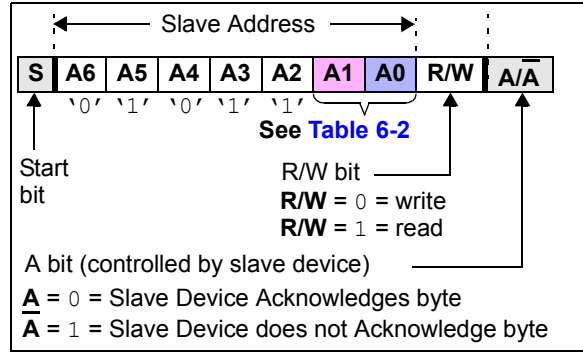 Slave Address
S A6 A5 A4 A3 A2 A1 A0 R/W A/A̅
‘0’ ‘1’ ‘0’ ‘1’ ‘1’
See Table 6-2
Start
bit
R/W bit
R/W = 0 = write
R/W = 1 = read
A bit (controlled by slave device)
A = 0 = Slave Device Acknowledges byte
A̅ = 1 = Slave Device does not Acknowledge byte